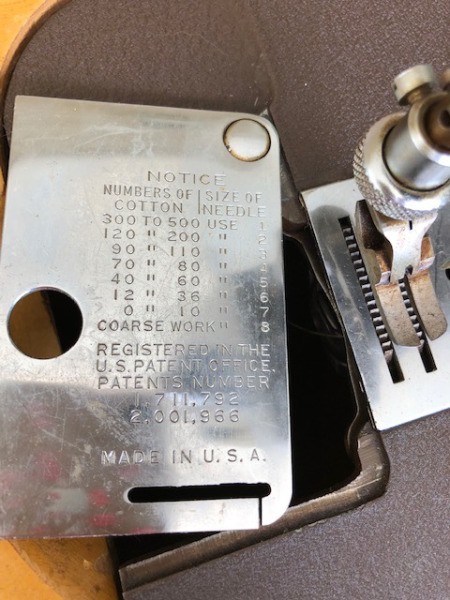 NOTICE
NUMBERS OF | SIZE OF
COTTON | NEEDLE
300 TO 500 USE 1
120 " 200 " 2
90 " 110 " 3
70 " 80 " 4
40 " 60 " 5
12 " 36 " 6
0 " 10 " 7
COARSE WORK " 8
REGISTERED IN THE
U.S. PATENT OFFICE.
PATENTS NUMBER
1,711,792
2,001,966
MADE IN U.S.A.